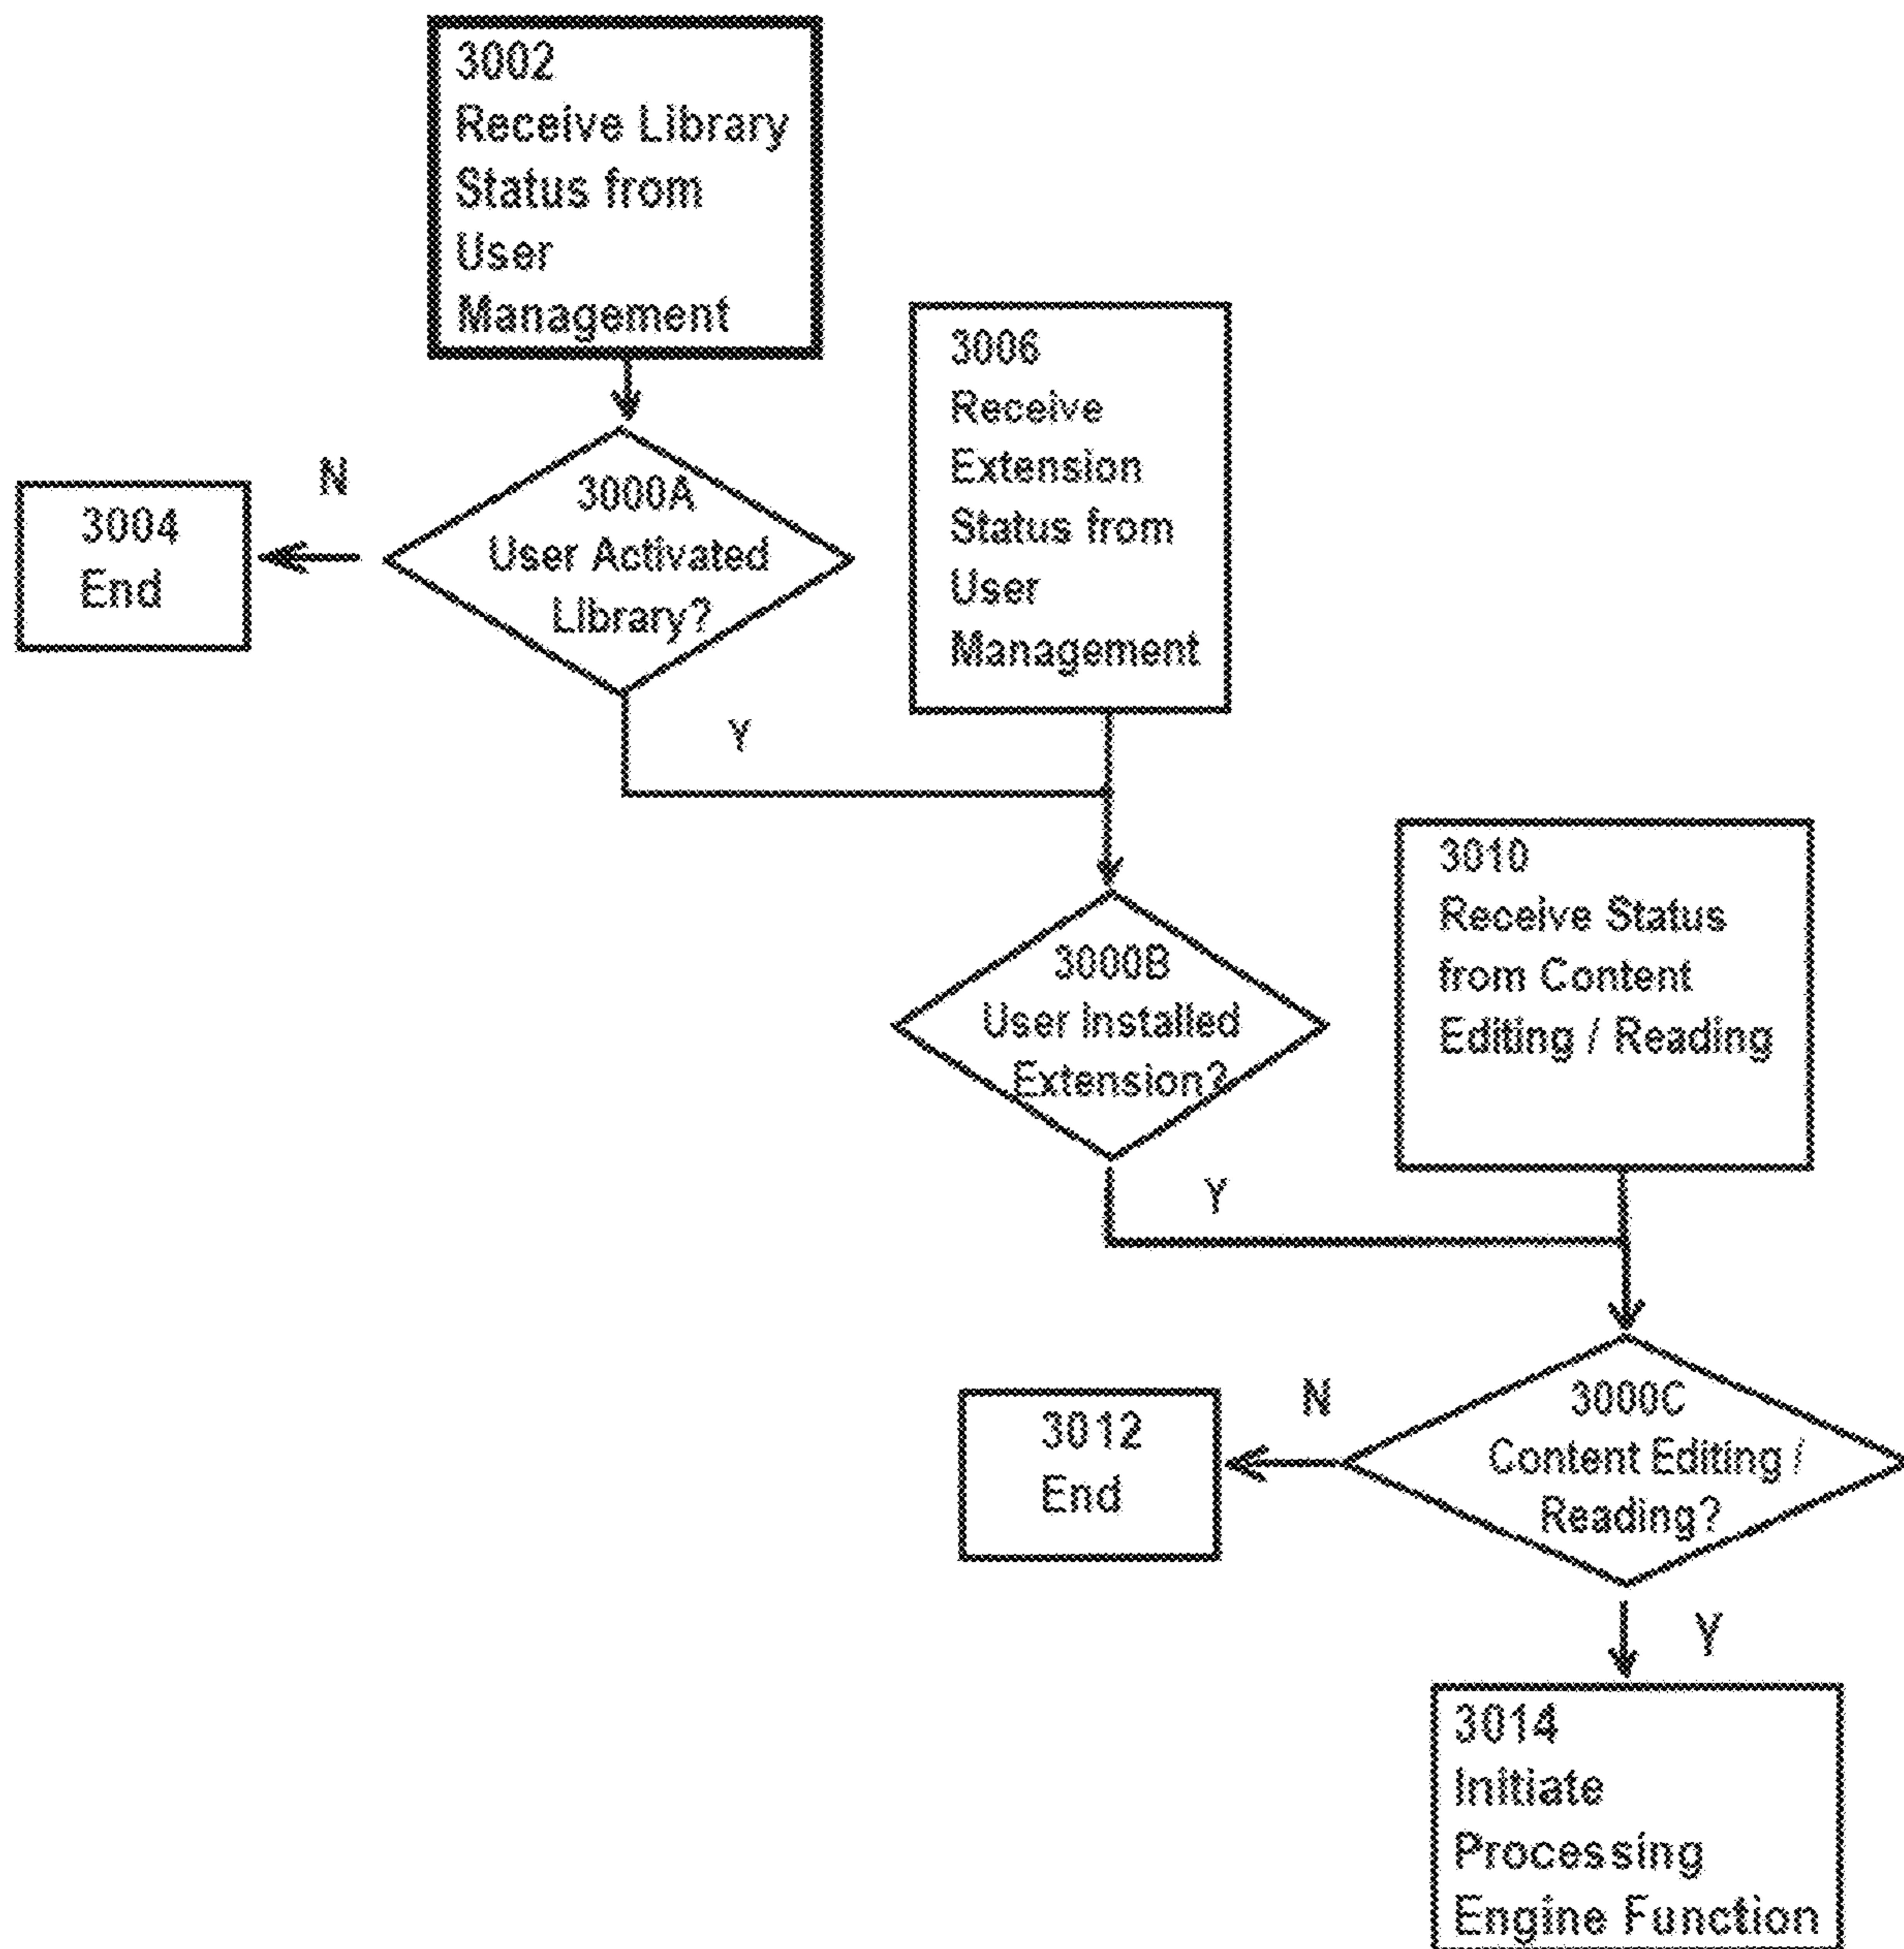 3002
Receive Library
Status from
User
Management
3006
Receive
Extension
Status from
User
Management
N
3000A
User Activated
Library?
3004
End
Y
3010
Receive Status
from Content
Editing / Reading
3000B
User Installed
Extension?
Y
3000C
Content Editing /
Reading?
N
3012
End
Y
3014
Initiate
Processing
Engine Function